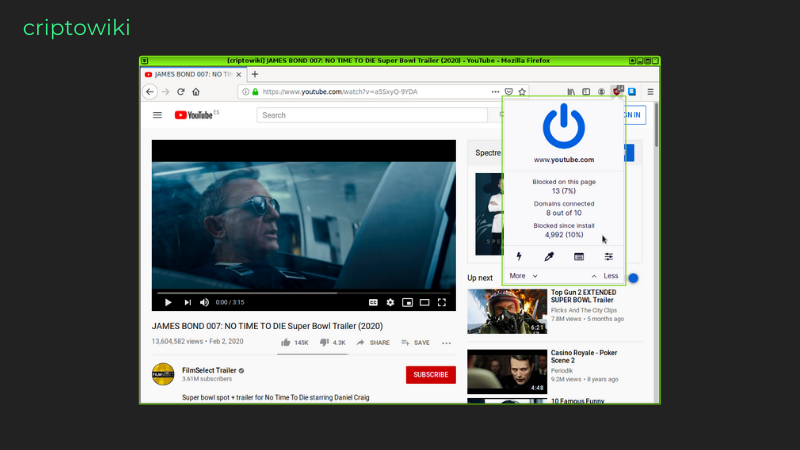 criptowiki
[criptowiki] JAMES BOND 007: NO TIME TO DIE Super Bowl Trailer (2020) - YouTube - Mozilla Firefox
JAMES BOND 007: NO TIM
https://www.youtube.com/watch?v=a5SxyQ-9YDA
YouTube ES
Search
GN IN
www.youtube.com
Blocked on this page
13 (7%)
Domains connected
8 out of 10
Blocked since install
4,992 (10%)
More
Less
Spectre
SPE
0:00 / 3:15
Up next
JAMES BOND 007: NO TIME TO DIE Super Bowl Trailer (2020)
13,604,582 views • Feb 2, 2020
145K
4.3K
SHARE
SAVE
FilmSelect Trailer
3.61M subscribers
SUBSCRIBE
Super bowl spot + trailer for No Time To Die starring Daniel Craig
Top Gun 2 EXTENDED
SUPER BOWL Trailer
Flicks And The City Clips
7.8M views • 5 months ago
6:21
Casino Royale - Poker
Scene 2
Periodik
9.2M views • 8 years ago
4:48
10 Famous Funny